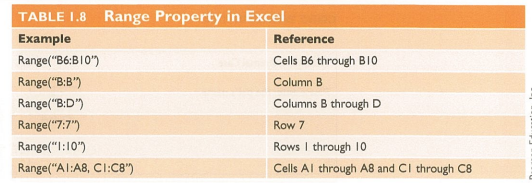 TABLE 1.8 Range Property in Excel
Example Reference
Range("B6:B10") Cells B6 through B10
Range("B:B") Column B
Range("B:D") Columns B through D
Range("7:7") Row 7
Range("1:10") Rows 1 through 10
Range("A1:A8, C1:C8") Cells A1 through A8 and C1 through C8